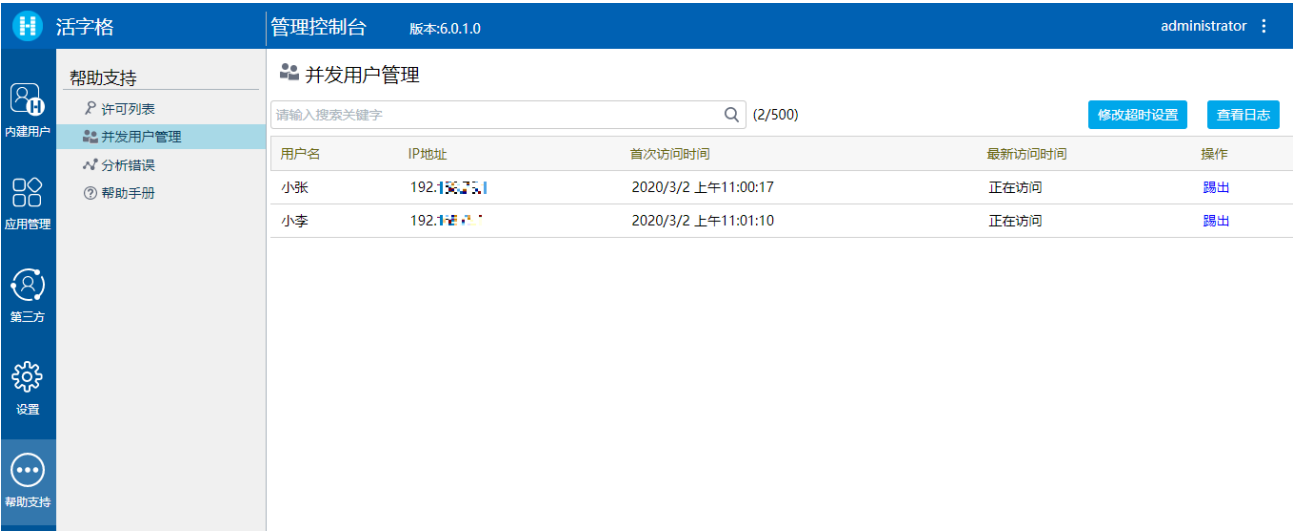 活字格
管理控制台 版本:6.0.1.0
administrator
内建用户
应用管理
第三方
设置
帮助支持
帮助支持
许可列表
并发用户管理
分析错误
帮助手册
并发用户管理
请输入搜索关键字 (2/500) 修改超时设置 查看日志
用户名 IP地址 首次访问时间 最新访问时间 操作
小张 192. 2020/3/2 上午11:00:17 正在访问 踢出
小李 192. 2020/3/2 上午11:01:10 正在访问 踢出